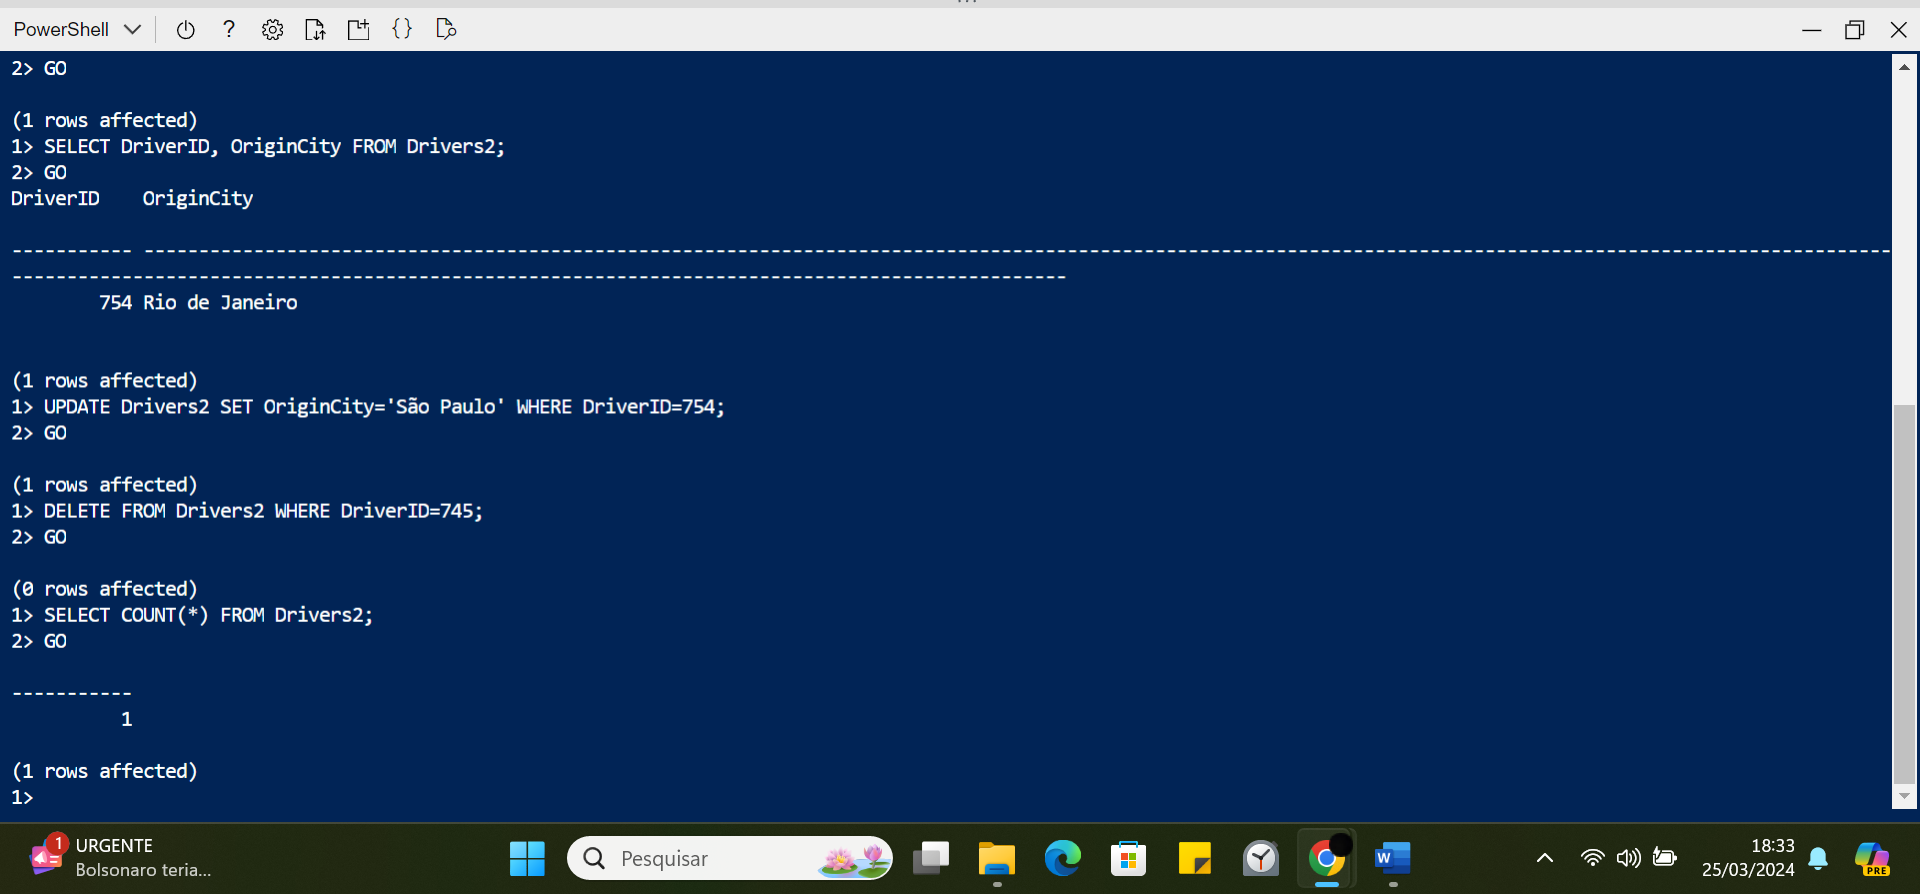 PowerShell
2> GO
(1 rows affected)
1> SELECT DriverID, OriginCity FROM Drivers2;
2> GO
DriverID    OriginCity
----------- ---------------------------------------------------------------------------------------------------------------------------------------------------------------
------------------------------------------------------------------------------------------------
754 Rio de Janeiro
(1 rows affected)
1> UPDATE Drivers2 SET OriginCity='São Paulo' WHERE DriverID=754;
2> GO
(1 rows affected)
1> DELETE FROM Drivers2 WHERE DriverID=745;
2> GO
(0 rows affected)
1> SELECT COUNT(*) FROM Drivers2;
2> GO
-----------
1
(1 rows affected)
1>
1
URGENTE
Bolsonaro teria...
Pesquisar
W
18:33
25/03/2024
PRE